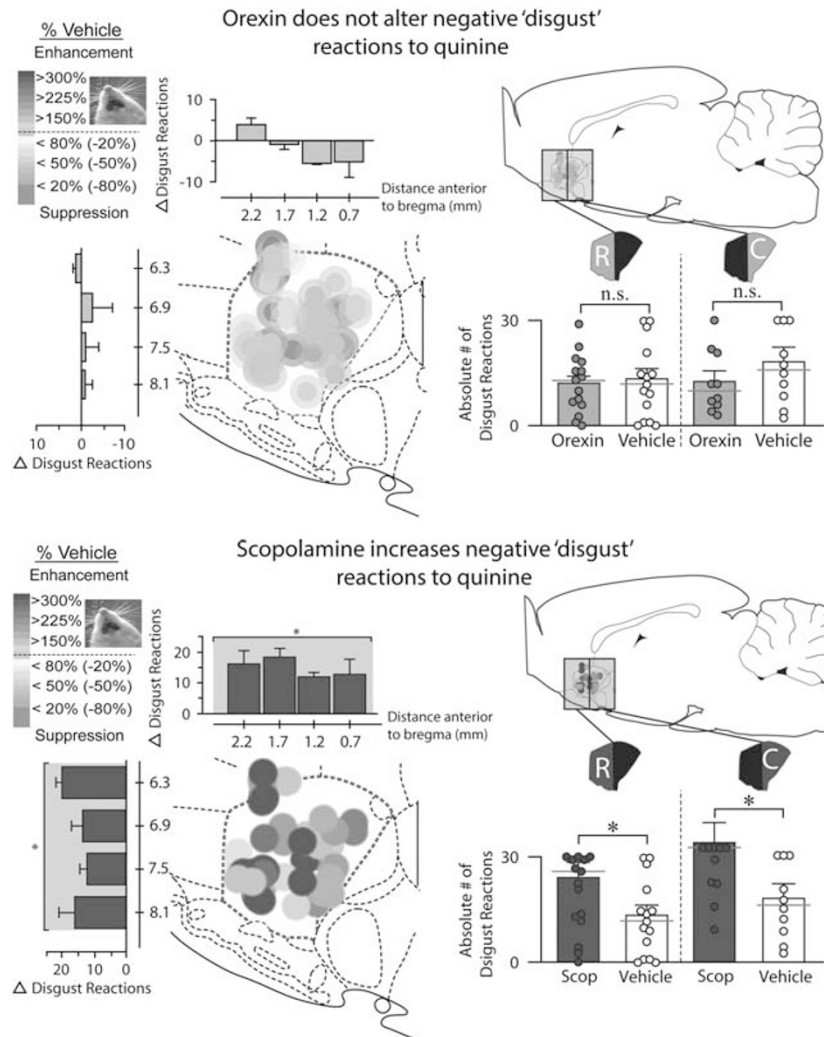 Orexin does not alter negative 'disgust'
reactions to quinine
% Vehicle
Enhancement
>300%
>225%
>150%
< 80% (-20%)
< 50% (-50%)
< 20% (-80%)
Suppression
Δ Disgust Reactions
10
0
-10
2.2 1.7 1.2 0.7
Distance anterior
to bregma (mm)
6.3
6.9
7.5
8.1
10 0 -10
Δ Disgust Reactions
R
C
n.s. n.s.
Absolute # of
Disgust Reactions
30
0
Orexin Vehicle Orexin Vehicle
Scopolamine increases negative 'disgust'
reactions to quinine
% Vehicle
Enhancement
>300%
>225%
>150%
< 80% (-20%)
< 50% (-50%)
< 20% (-80%)
Suppression
Δ Disgust Reactions
20
10
0
*
2.2 1.7 1.2 0.7
Distance anterior
to bregma (mm)
*
6.3
6.9
7.5
8.1
20 10 0
Δ Disgust Reactions
R
C
* *
Absolute # of
Dsigust Reactions
30
0
Scop Vehicle Scop Vehicle